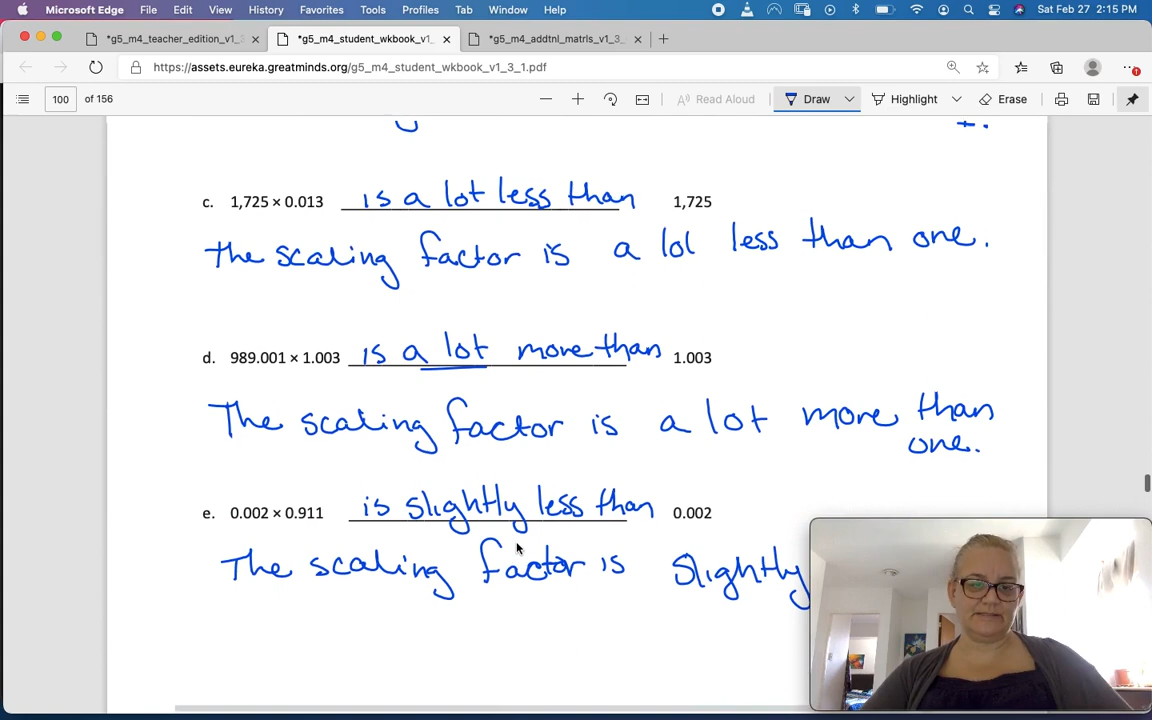 Microsoft Edge File Edit View History Favorites Tools Profiles Tab Window Help Sat Feb 27 2:15 PM
*g5_m4_teacher_edition_v1_ *g5_m4_student_wkbook_v1_ *g5_m4_addtnl_matrls_v1_3_
https://assets.eureka.greatminds.org/g5_m4_student_wkbook_v1_3_1.pdf
100 of 156 Read Aloud Draw Highlight Erase
c. 1,725 × 0.013 is a lot less than 1,725
the scaling factor is a lol less than one.
d. 989.001 × 1.003 is a lot more than 1.003
The scaling factor is a lot more than
one.
e. 0.002 × 0.911 is slightly less than 0.002
The scaling factor is slightly